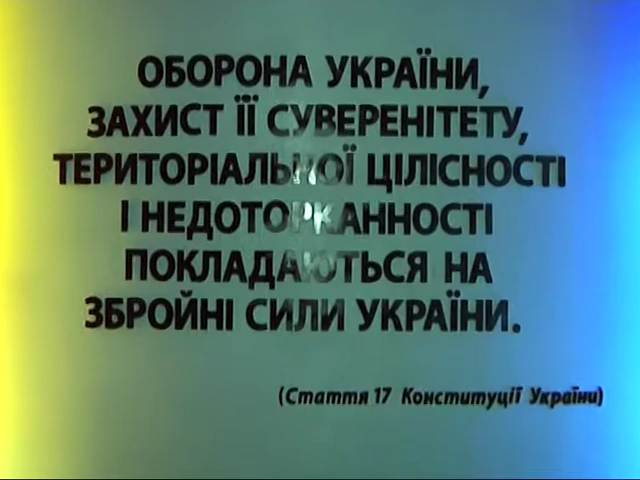 ОБОРОНА УКРАЇНИ,
ЗАХИСТ ЇЇ СУВЕРЕНІТЕТУ,
ТЕРИТОРІАЛЬНОЇ ЦІЛІСНОСТІ
І НЕДОТОРКАННОСТІ
ПОКЛАДАЮТЬСЯ НА
ЗБРОЙНІ СИЛИ УКРАЇНИ.
(Стаття 17 Конституції України)